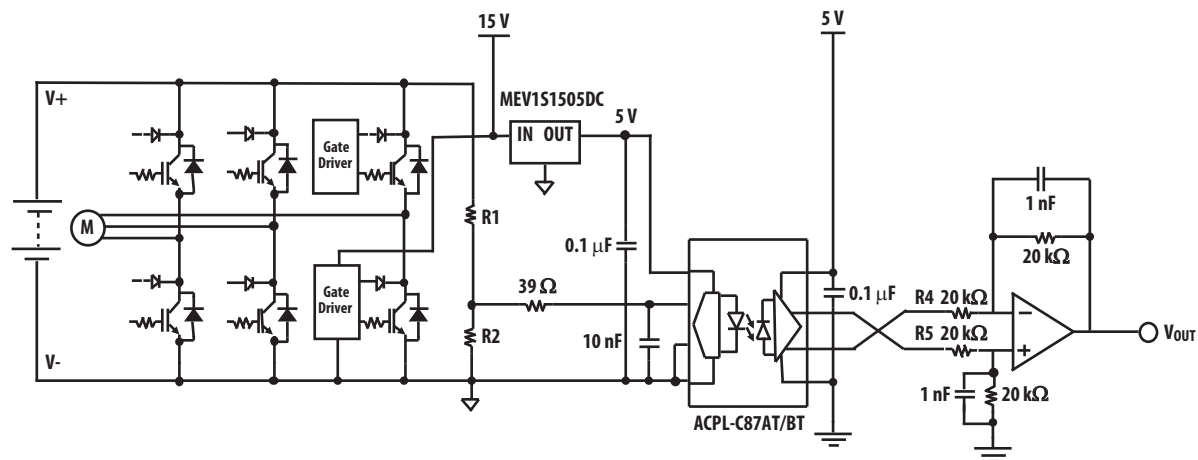 15 V
5 V
V+
MEV1S1505DC
5 V
IN OUT
Gate
Driver
1 nF
M
R1
20 kΩ
0.1 µF
Gate
Driver
39 Ω
0.1 µF
R4 20 kΩ
−
R2
10 nF
R5 20 kΩ
+
VOUT
V-
1 nF
20 kΩ
ACPL-C87AT/BT